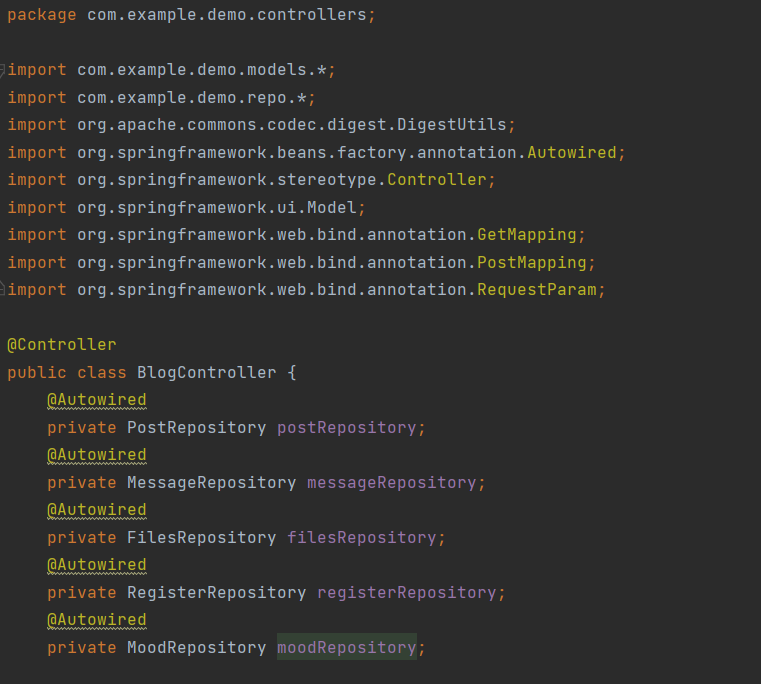 package com.example.demo.controllers;
import com.example.demo.models.*;
import com.example.demo.repo.*;
import org.apache.commons.codec.digest.DigestUtils;
import org.springframework.beans.factory.annotation.Autowired;
import org.springframework.stereotype.Controller;
import org.springframework.ui.Model;
import org.springframework.web.bind.annotation.GetMapping;
import org.springframework.web.bind.annotation.PostMapping;
import org.springframework.web.bind.annotation.RequestParam;
@Controller
public class BlogController {
@Autowired
private PostRepository postRepository;
@Autowired
private MessageRepository messageRepository;
@Autowired
private FilesRepository filesRepository;
@Autowired
private RegisterRepository registerRepository;
@Autowired
private MoodRepository moodRepository;